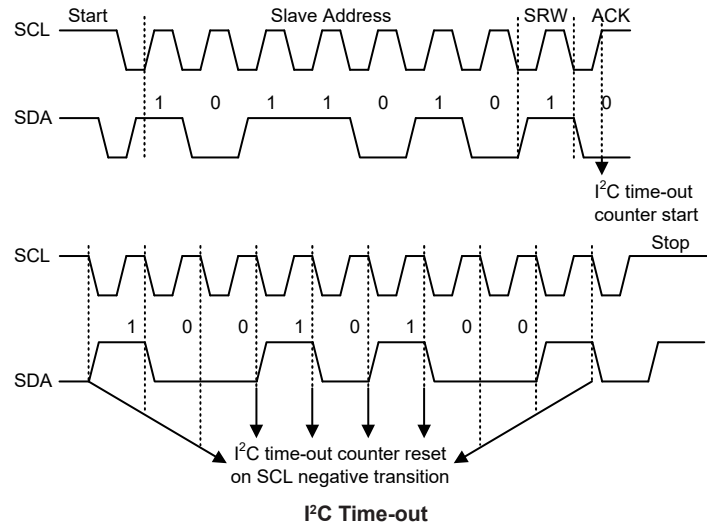 Start Slave Address SRW ACK
SCL
1 0 1 1 0 1 0 1 0
SDA
I²C time-out
counter start
Stop
SCL
1 0 0 1 0 1 0 0
SDA
I²C time-out counter reset
on SCL negative transition
I²C Time-out